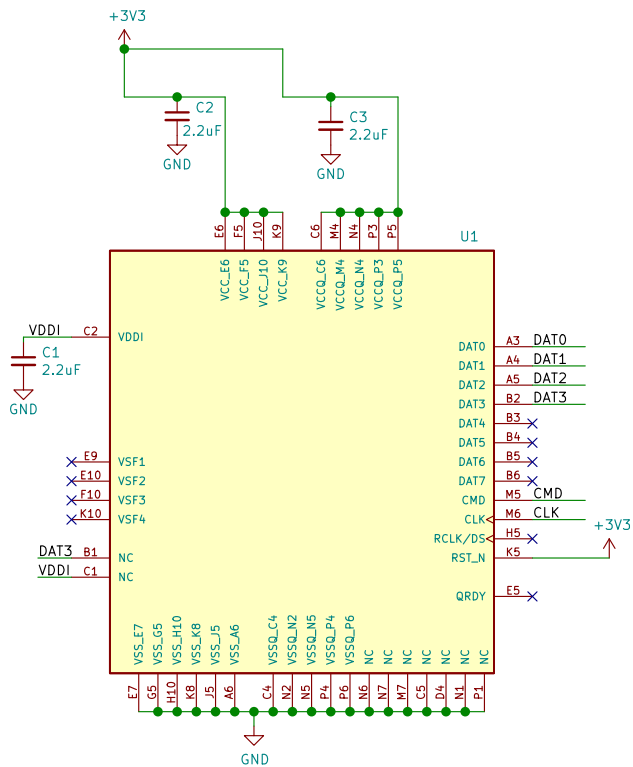 +3V3
C2
2.2uF
GND
C3
2.2uF
GND
E6
F5
J10
K9
C6
M4
N4
P3
P5
U1
VCC_E6
VCC_F5
VCC_J10
VCC_K9
VCCQ_C6
VCCQ_M4
VCCQ_N4
VCCQ_P3
VCCQ_P5
VDDI C2 VDDI
C1
2.2uF
GND
DAT0 A3 DAT0
DAT1 A4 DAT1
DAT2 A5 DAT2
DAT3 B2 DAT3
DAT4 B3
DAT5 B4
DAT6 B5
DAT7 B6
CMD M5 CMD
CLK M6 CLK
RCLK/DS H5
RST_N K5
+3V3
QRDY E5
E9 VSF1
E10 VSF2
F10 VSF3
K10 VSF4
DAT3 B1 NC
VDDI C1 NC
VSS_E7
VSS_G5
VSS_H10
VSS_K8
VSS_J5
VSS_A6
VSSQ_C4
VSSQ_N2
VSSQ_N5
VSSQ_P4
VSSQ_P6
NC
NC
NC
NC
NC
NC
NC
E7
G5
H10
K8
J5
A6
C4
N2
N5
P4
P6
N6
N7
M7
C5
D4
N1
P1
GND